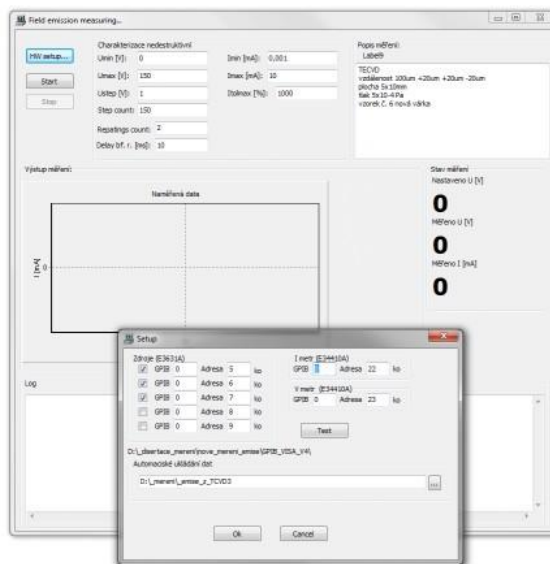 Field emission measuring...
HW setup...
Start
Stop
Charakterizace nedestruktivní
Umin [V]: 0
Umax [V]: 150
Ustep [V]: 1
Step count: 150
Repatings count: 2
Delay bf. r. [ms]: 10
Imin [mA]: 0,001
Imax [mA]: 10
Itolmax [%]: 1000
Popis měření:
Label9
TECVD
vzdálenost 100um +20um +20um -20um
plocha 5x10mm
tlak 5x10-4 Pa
vzorek č. 6 nová várka
Výstup měření:
Naměřená data
I [mA]
0
Stav měření
Nastaveno U [V]
0
Měřeno U [V]
0
Měřeno I [mA]
0
Log
Setup
Zdroje (E3631A)
GPIB 0 Adresa 5 ko
GPIB 0 Adresa 6 ko
GPIB 0 Adresa 7 ko
GPIB 0 Adresa 8 ko
GPIB 0 Adresa 9 ko
I metr (E34410A)
GPIB 0 Adresa 22 ko
V metr (E34410A)
GPIB 0 Adresa 23 ko
Test
D:\_disertace_mereni\nove_mereni_emise\GPIB_VISA_V4\
Automaciské ukládání dat
D:\_mereni\_emise_z_TCVD3
...
Ok
Cancel